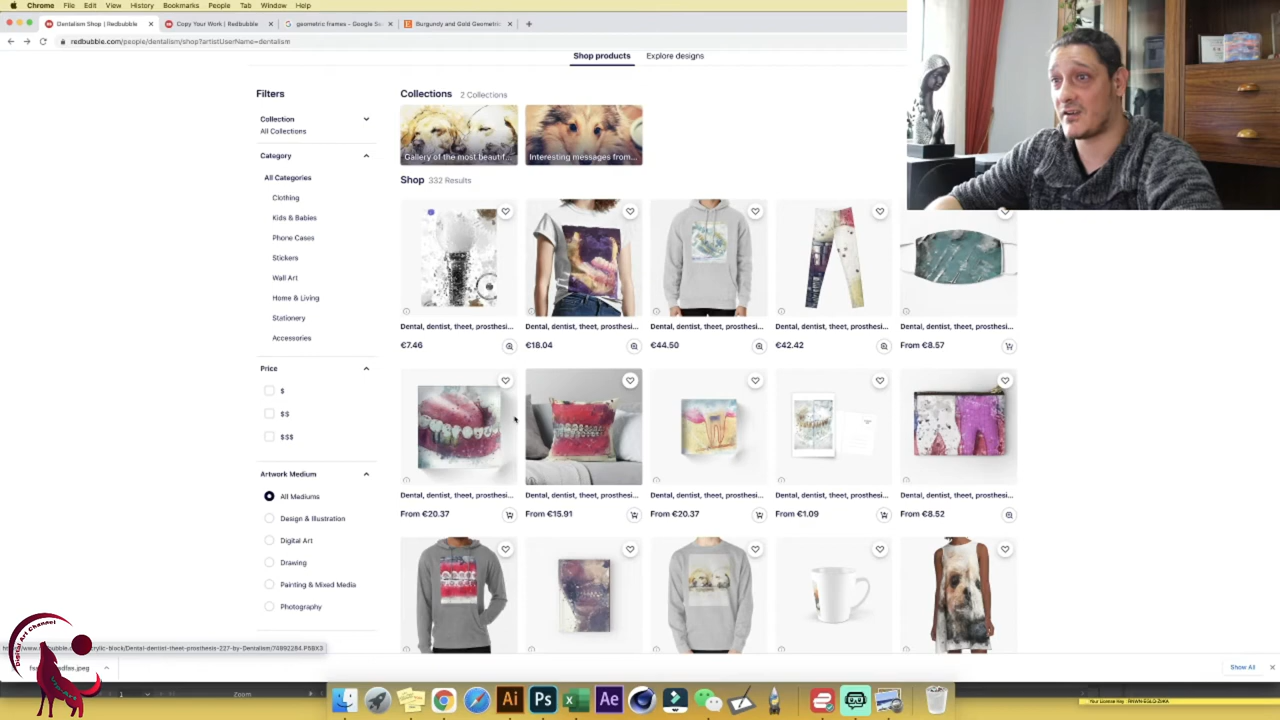 Chrome File Edit View History Bookmarks People Tab Window Help
Dentalism Shop | Redbubble
Copy Your Work | Redbubble
geometric frames - Google Se
Burgundy and Gold Geometric
redbubble.com/people/dentalism/shop?artistUserName=dentalism
Shop products Explore designs
Filters
Collection
All Collections
Category
All Categories
Clothing
Kids & Babies
Phone Cases
Stickers
Wall Art
Home & Living
Stationery
Accessories
Price
$
$$
$$$
Artwork Medium
All Mediums
Design & Illustration
Digital Art
Drawing
Painting & Mixed Media
Photography
Collections 2 Collections
Gallery of the most beautif...
Interesting messages from...
Shop 332 Results
Dental, dentist, theet, prosthesi...
€7.46
Dental, dentist, theet, prosthesi...
€18.04
Dental, dentist, theet, prosthesi...
€44.50
Dental, dentist, theet, prosthesi...
€42.42
Dental, dentist, theet, prosthesi...
From €8.57
Dental, dentist, theet, prosthesi...
From €20.37
Dental, dentist, theet, prosthesi...
From €15.91
Dental, dentist, theet, prosthesi...
From €20.37
Dental, dentist, theet, prosthesi...
From €1.09
Dental, dentist, theet, prosthesi...
From €8.52
Show All
Zoom
Ai Ps Ae